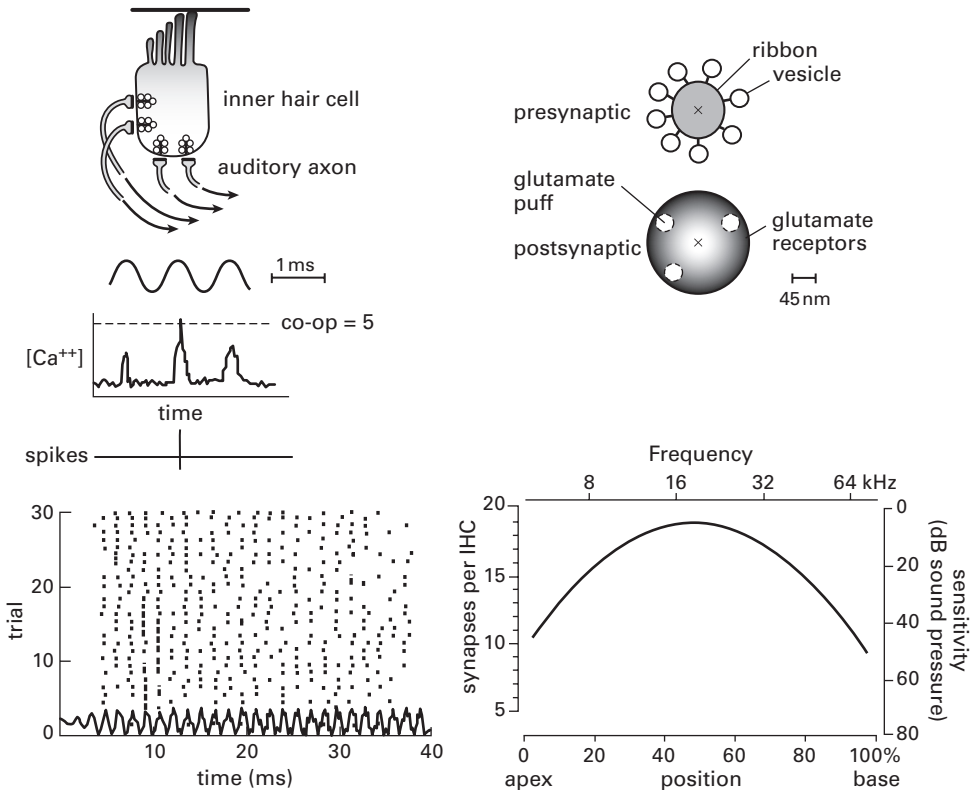 inner hair cell
auditory axon
1 ms
co-op = 5
[Ca++]
time
spikes
30
20
10
0
trial
10
20
30
40
time (ms)
ribbon
vesicle
presynaptic
glutamate
puff
postsynaptic
glutamate
receptors
45 nm
Frequency
8
16
32
64 kHz
20
15
10
5
synapses per IHC
0
20
40
60
80
sensitivity
(dB sound pressure)
0
20
40
60
80
100%
apex
position
base